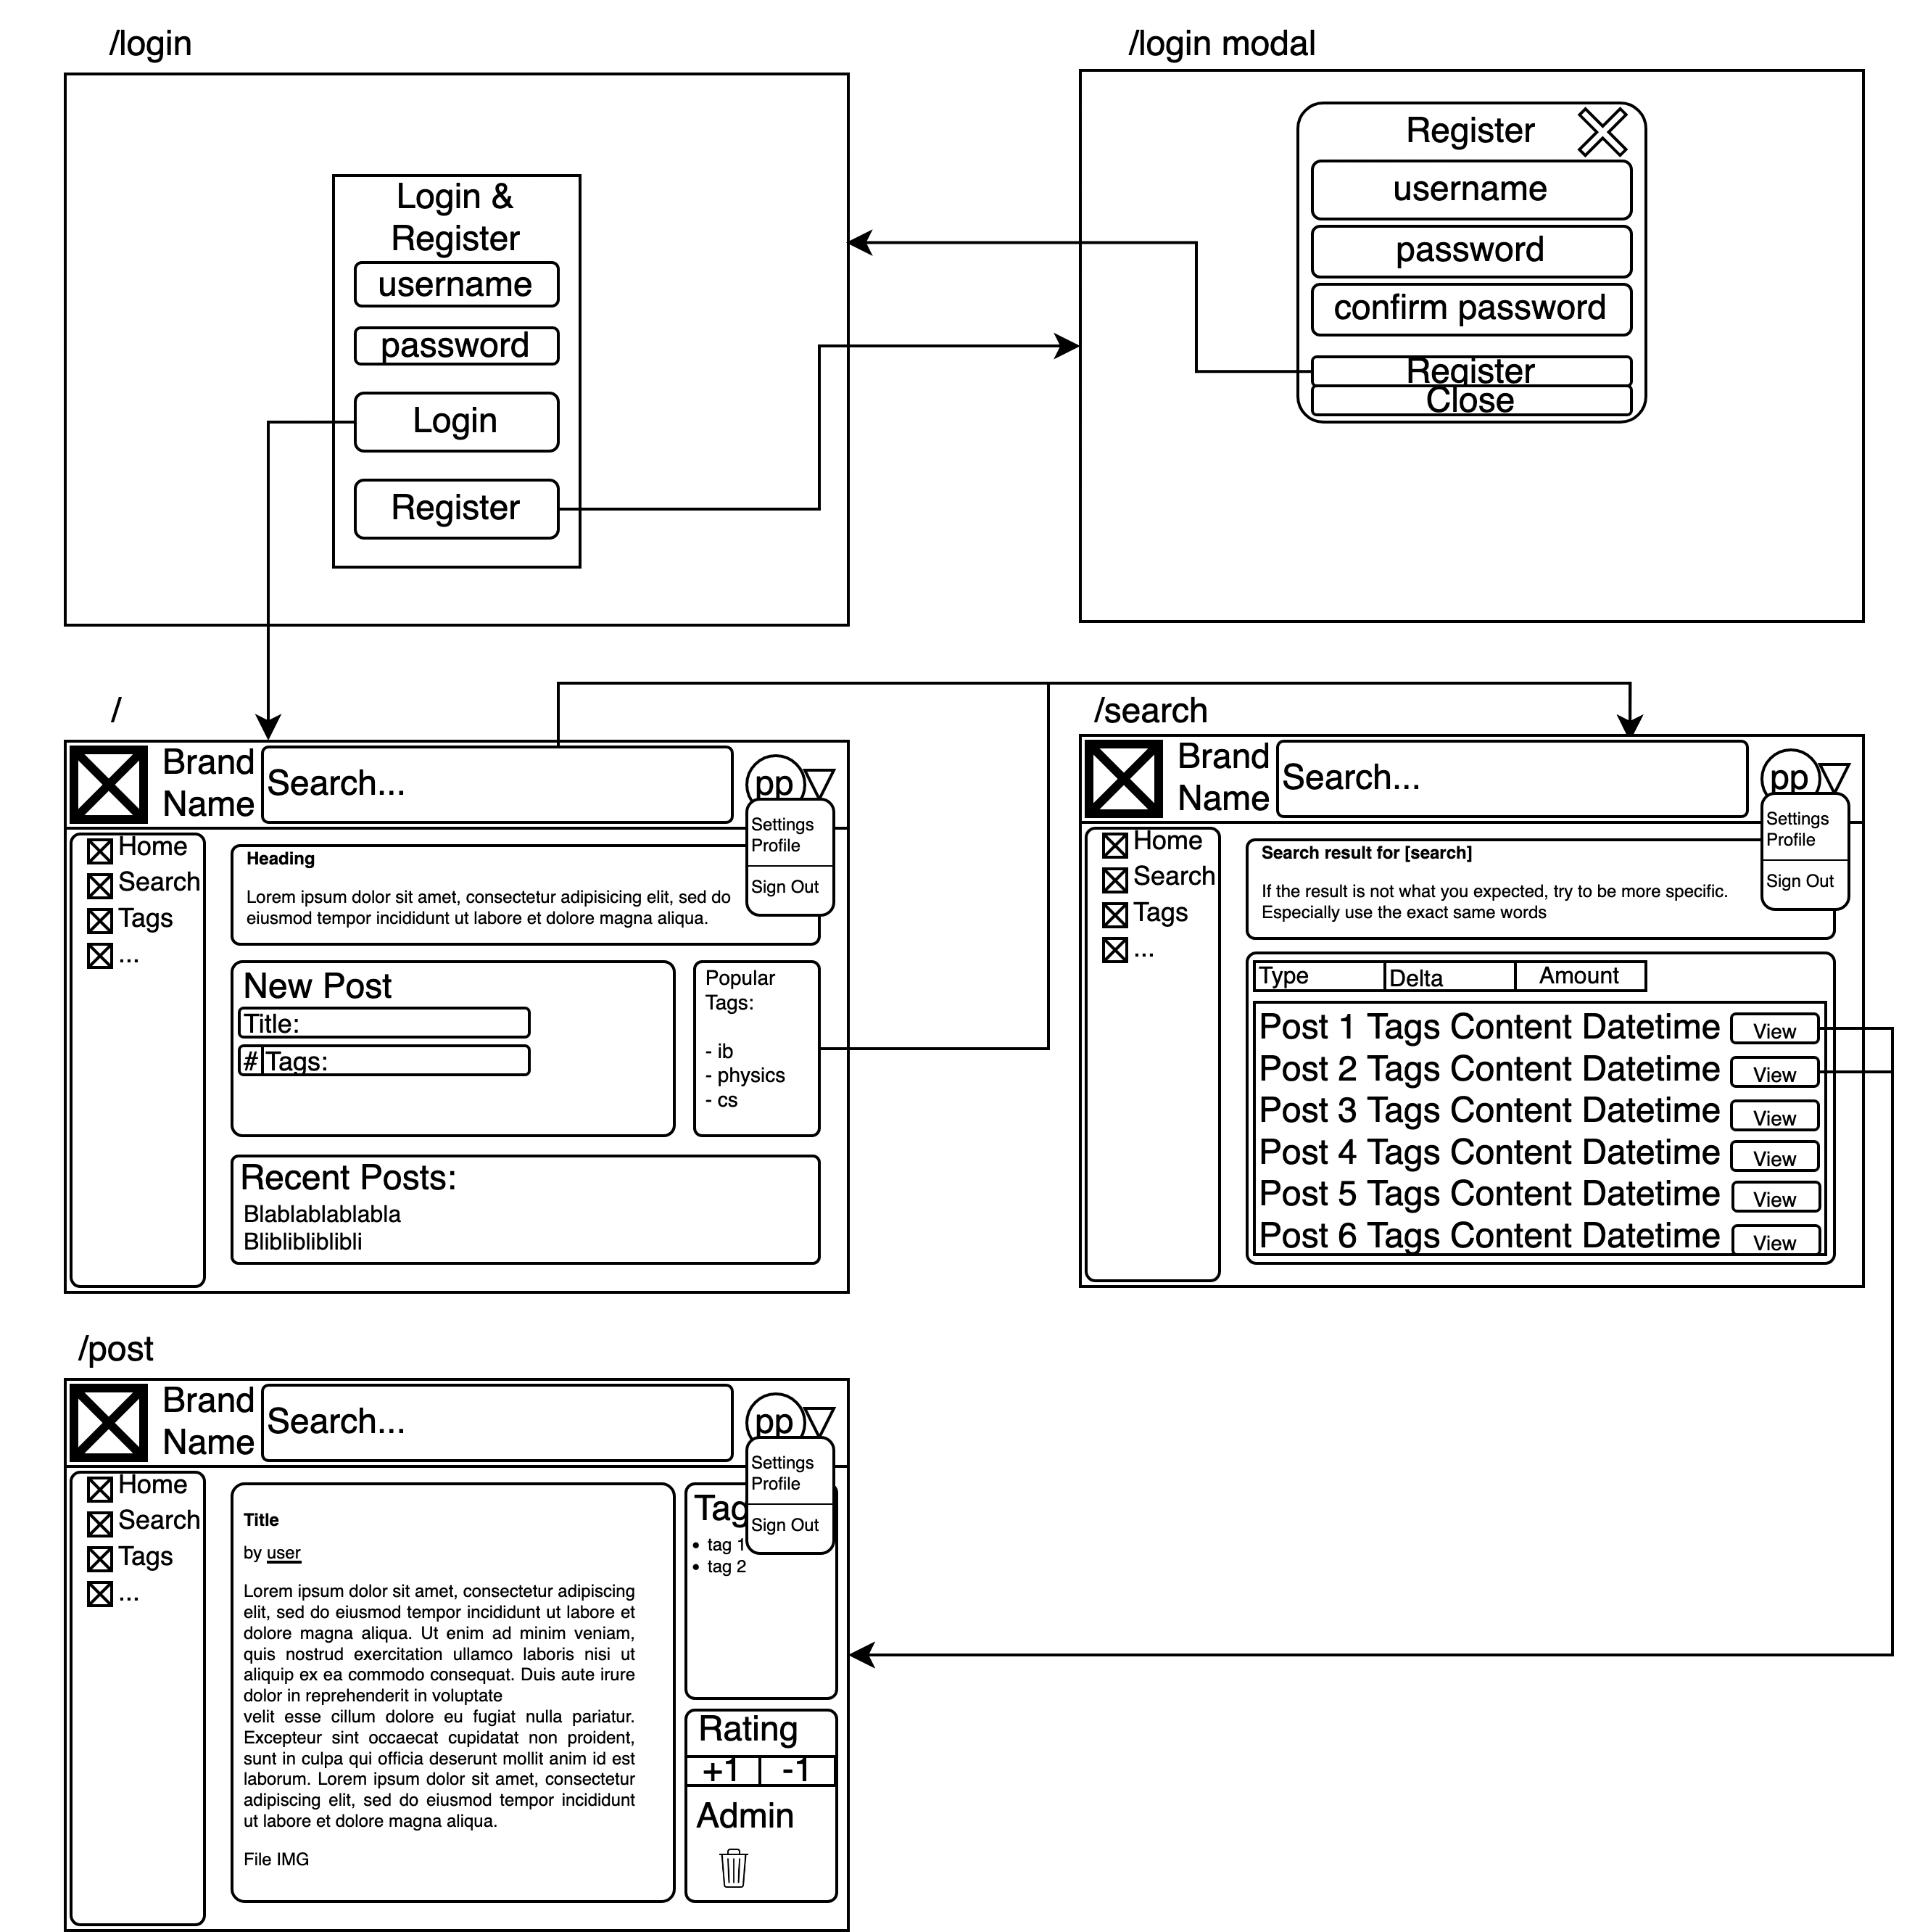 /login
Login &
Register
username
password
Login
Register
/login modal
Register
username
password
confirm password
Register
Close
/
Brand
Name
Search...
pp
Settings
Profile
Sign Out
Home
Search
Tags
...
Heading
Lorem ipsum dolor sit amet, consectetur adipisicing elit, sed do
eiusmod tempor incididunt ut labore et dolore magna aliqua.
New Post
Title:
# Tags:
Popular
Tags:
- ib
- physics
- cs
Recent Posts:
Blablablablabla
Bliblibliblibli
/search
Brand
Name
Search...
pp
Settings
Profile
Sign Out
Home
Search
Tags
...
Search result for [search]
If the result is not what you expected, try to be more specific.
Especially use the exact same words
Type Delta Amount
Post 1 Tags Content Datetime View
Post 2 Tags Content Datetime View
Post 3 Tags Content Datetime View
Post 4 Tags Content Datetime View
Post 5 Tags Content Datetime View
Post 6 Tags Content Datetime View
/post
Brand
Name
Search...
pp
Settings
Profile
Sign Out
Home
Search
Tags
...
Title
by user
Lorem ipsum dolor sit amet, consectetur adipiscing
elit, sed do eiusmod tempor incididunt ut labore et
dolore magna aliqua. Ut enim ad minim veniam,
quis nostrud exercitation ullamco laboris nisi ut
aliquip ex ea commodo consequat. Duis aute irure
dolor in reprehenderit in voluptate
velit esse cillum dolore eu fugiat nulla pariatur.
Excepteur sint occaecat cupidatat non proident,
sunt in culpa qui officia deserunt mollit anim id est
laborum. Lorem ipsum dolor sit amet, consectetur
adipiscing elit, sed do eiusmod tempor incididunt
ut labore et dolore magna aliqua.
File IMG
Tag
tag 1
tag 2
Rating
+1 -1
Admin